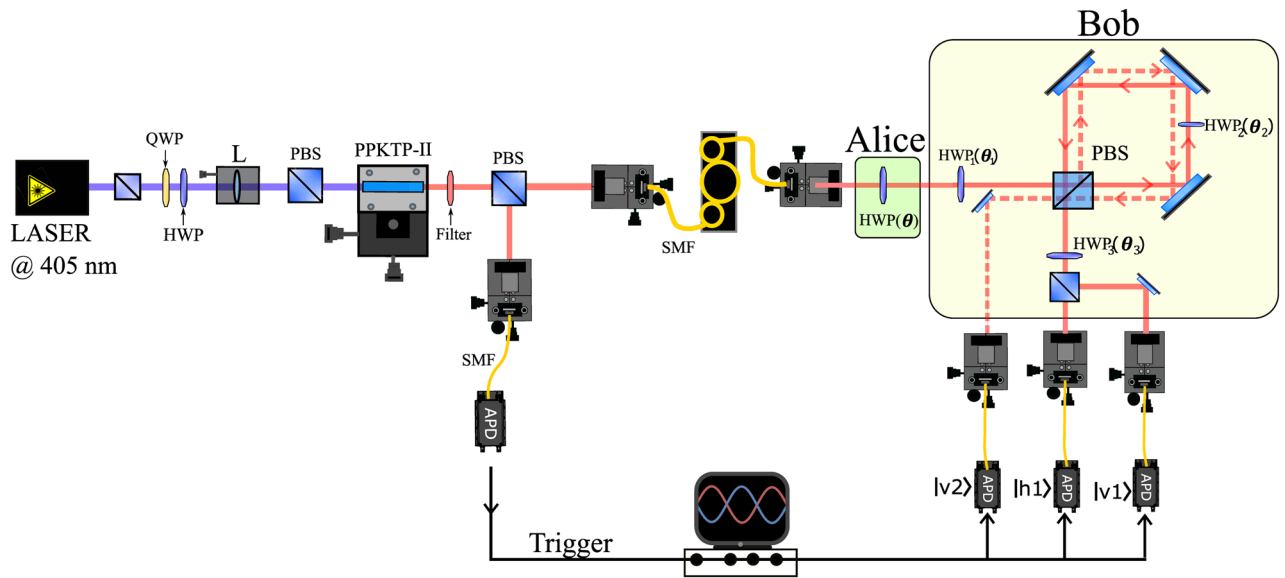 Bob
QWP
L
PBS
PPKTP-II
PBS
Alice
HWP₁(θ₁)
PBS
HWP₂(θ₂)
LASER
@ 405 nm
HWP
Filter
SMF
HWP(θ)
HWP₃(θ₃)
SMF
APD
|v2⟩
APD
|h1⟩
APD
|v1⟩
APD
Trigger